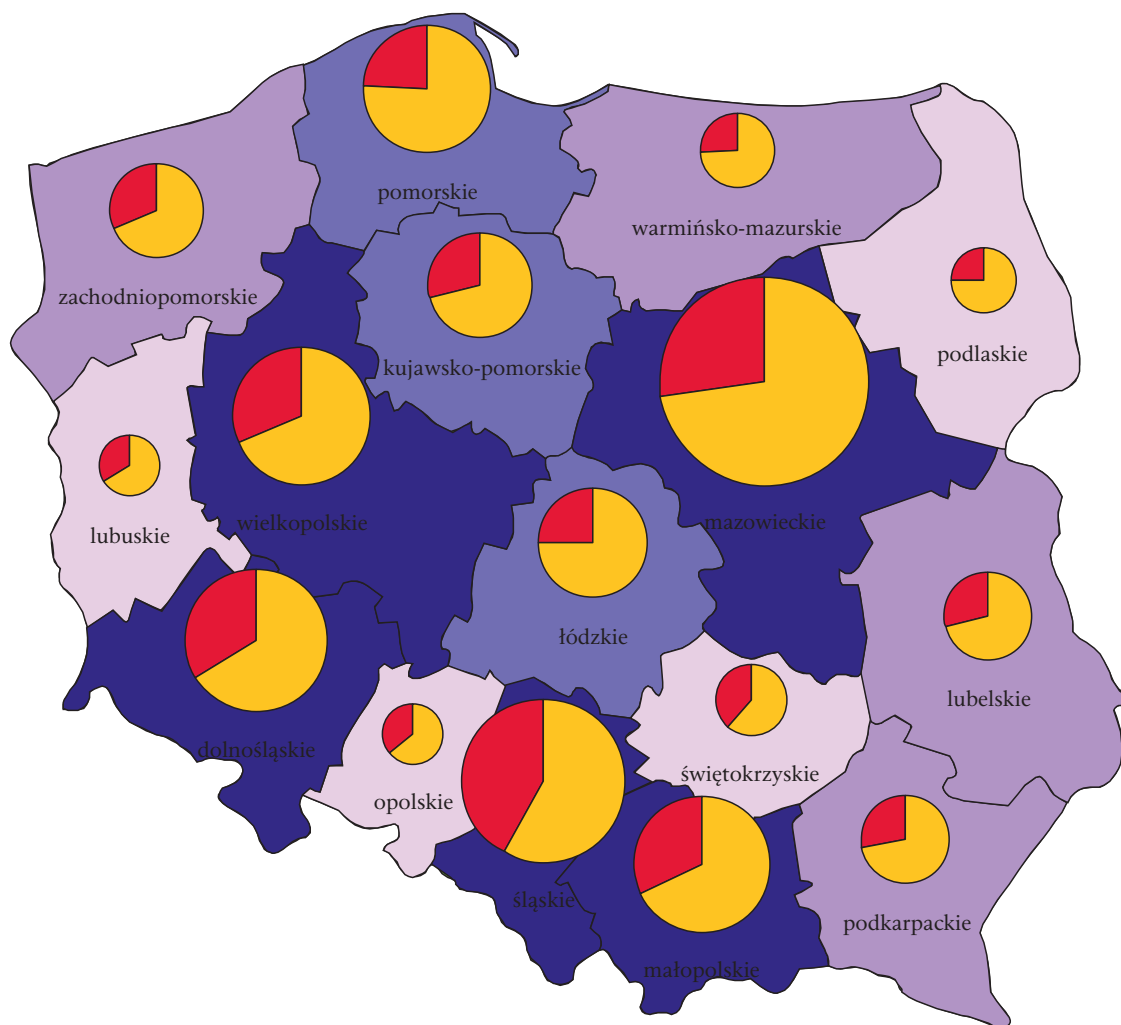 pomorskie
warmińsko-mazurskie
zachodniopomorskie
podlaskie
kujawsko-pomorskie
wielkopolskie
mazowieckie
lubuskie
łódzkie
lubelskie
dolnośląskie
świętokrzyskie
opolskie
śląskie
podkarpackie
małopolskie